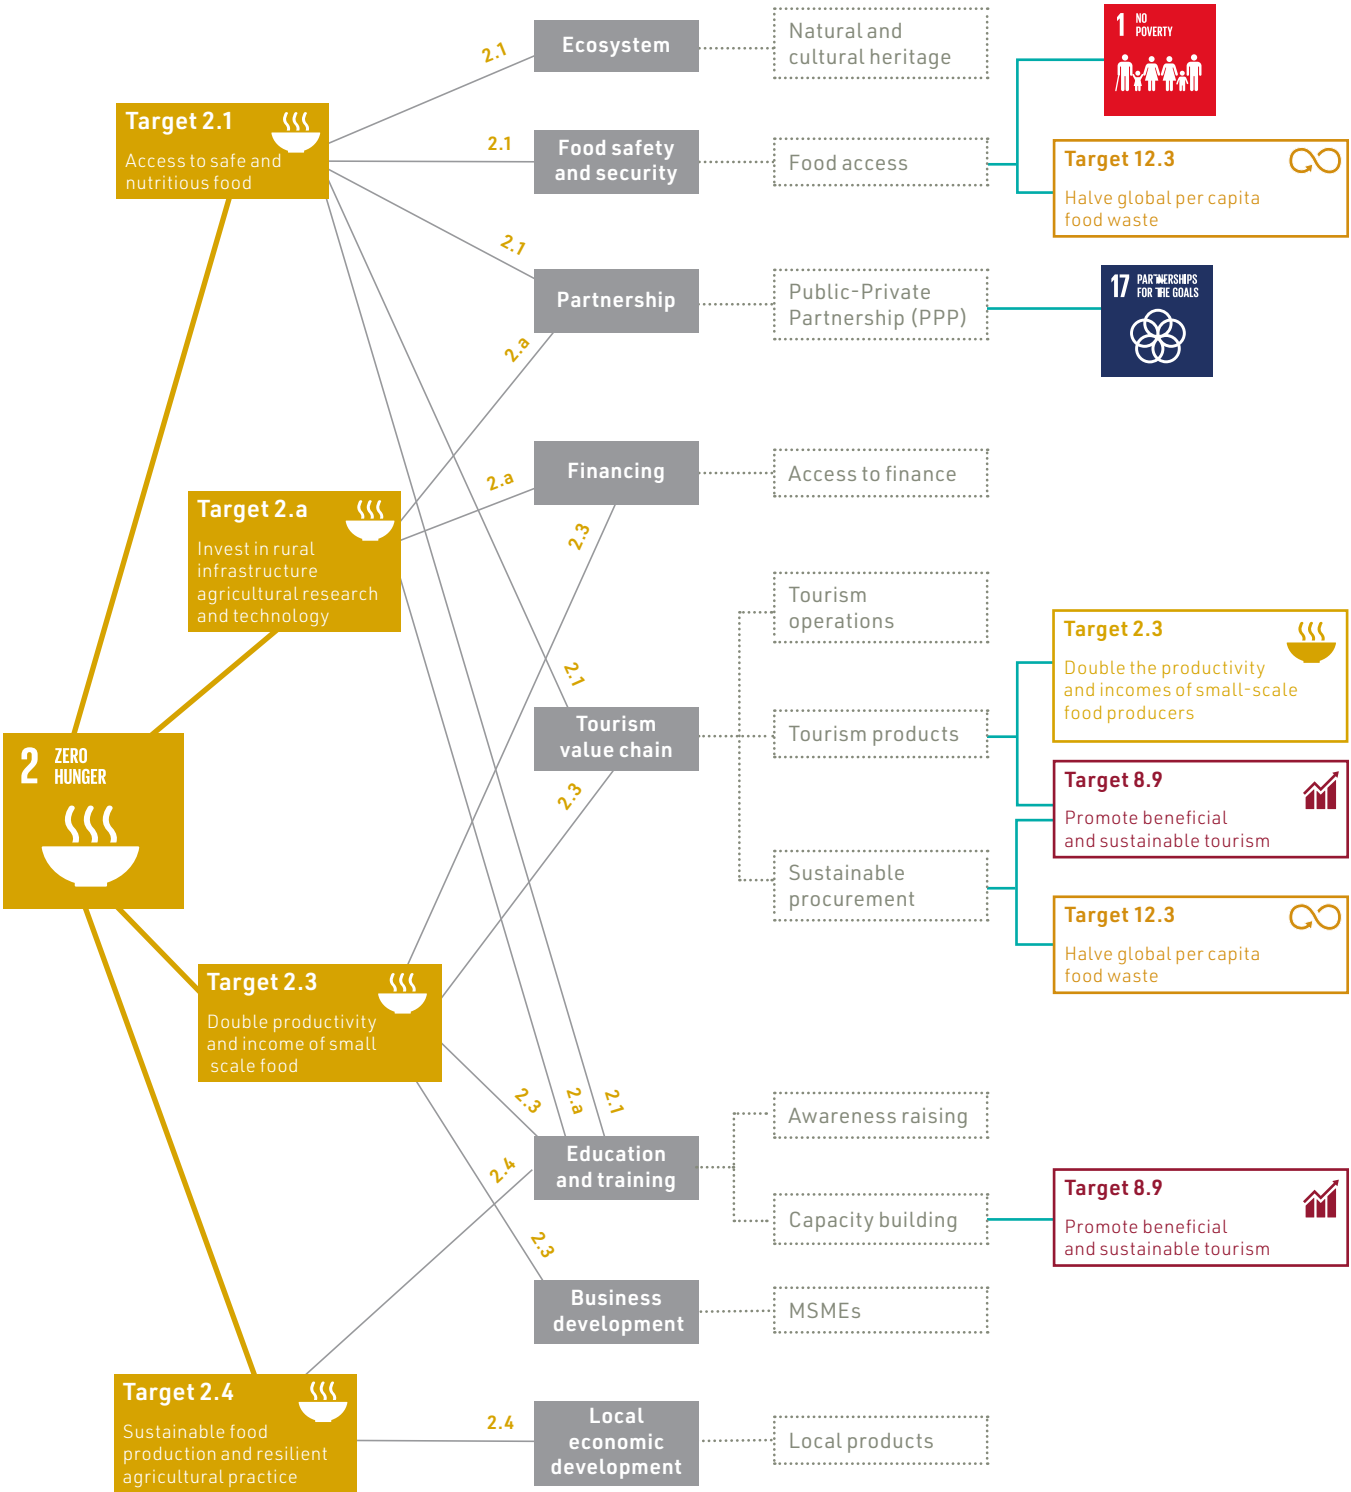 2.1
Ecosystem
Natural and
cultural heritage
1 NO
POVERTY
Target 2.1
Access to safe and
nutritious food
2.1
Food safety
and security
Food access
Target 12.3
Halve global per capita
food waste
2.1
Partnership
Public-Private
Partnership (PPP)
17 PARTNERSHIPS
FOR THE GOALS
2.a
Target 2.a
Invest in rural
infrastructure
agricultural research
and technology
2.a
Financing
Access to finance
2.3
Tourism
operations
2.1
Tourism
value chain
Tourism products
Target 2.3
Double the productivity
and incomes of small-scale
food producers
2 ZERO
HUNGER
2.3
Target 8.9
Promote beneficial
and sustainable tourism
Sustainable
procurement
Target 12.3
Halve global per capita
food waste
Target 2.3
Double productivity
and income of small
scale food
2.3
2.a
2.1
Awareness raising
2.4
Education
and training
Capacity building
Target 8.9
Promote beneficial
and sustainable tourism
2.3
Business
development
MSMEs
Target 2.4
Sustainable food
production and resilient
agricultural practice
2.4
Local
economic
development
Local products